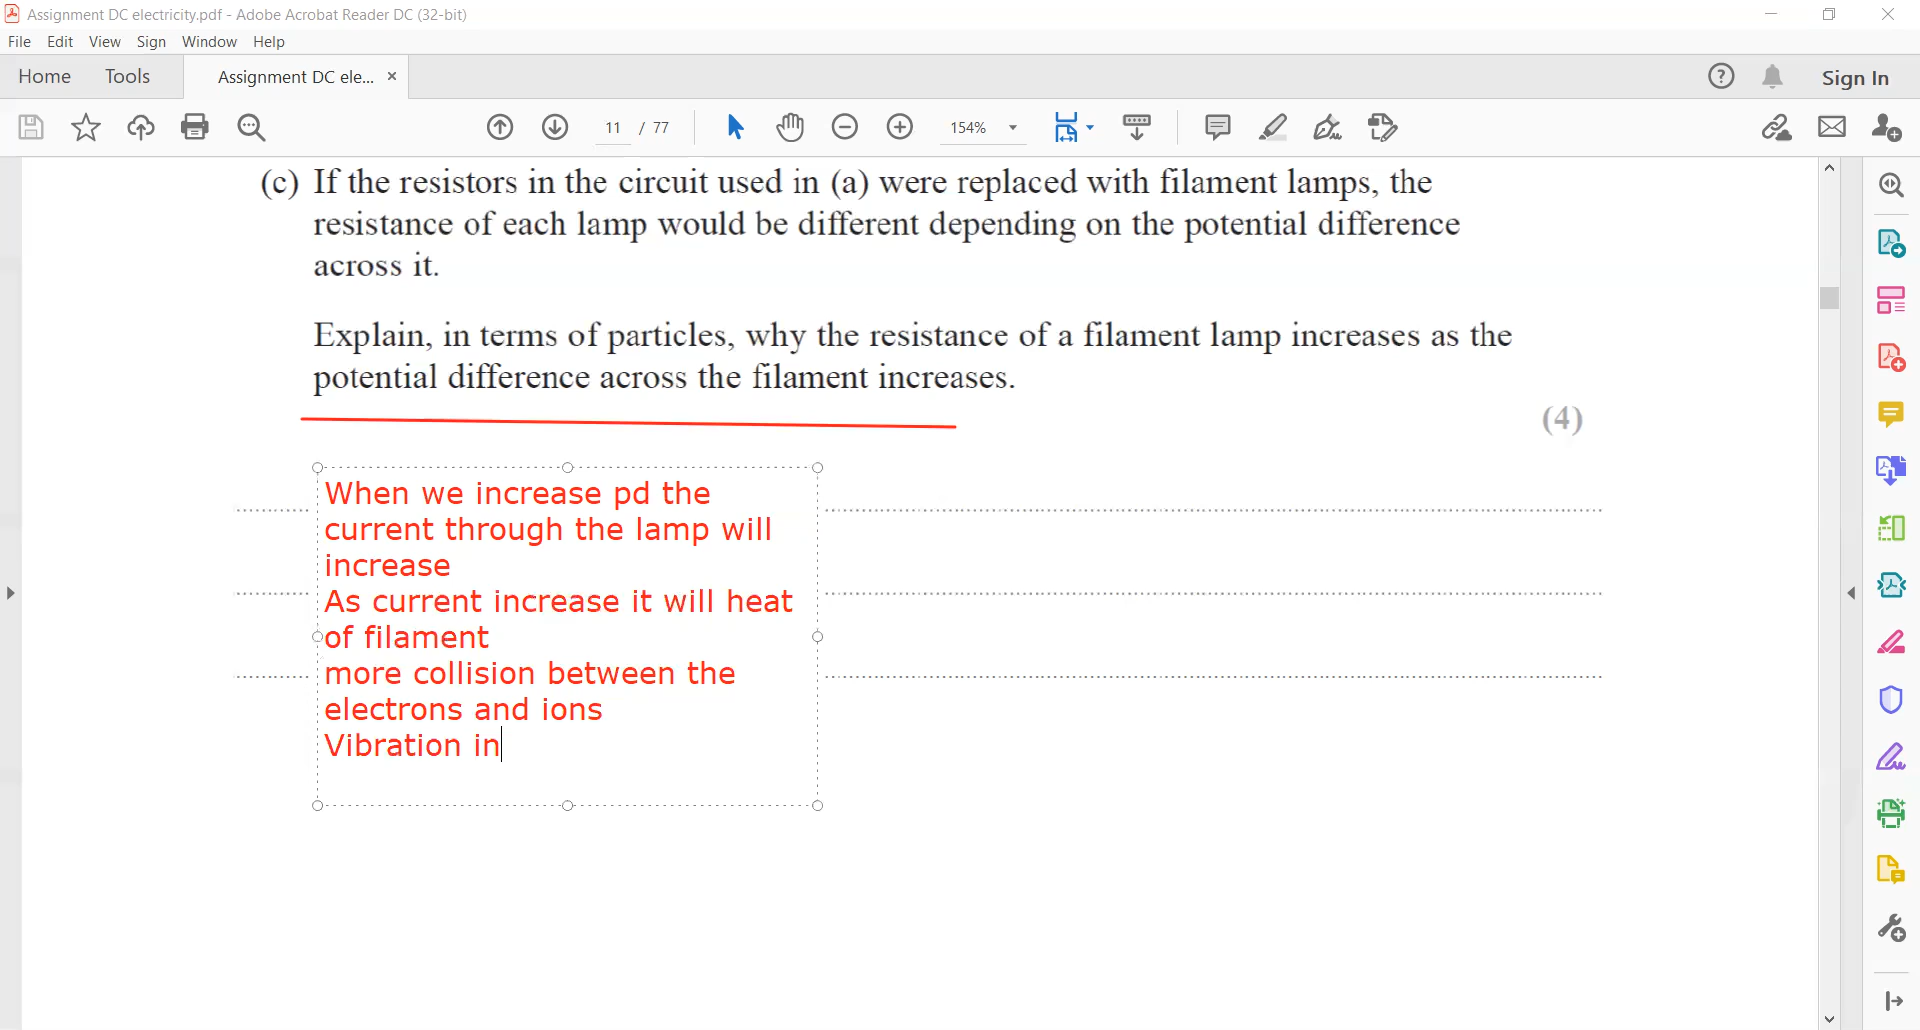 Assignment DC electricity.pdf - Adobe Acrobat Reader DC (32-bit)
File Edit View Sign Window Help
Home Tools Assignment DC ele... × Sign In
11 / 77 154%
(c) If the resistors in the circuit used in (a) were replaced with filament lamps, the
resistance of each lamp would be different depending on the potential difference
across it.
Explain, in terms of particles, why the resistance of a filament lamp increases as the
potential difference across the filament increases.
(4)
When we increase pd the
current through the lamp will
increase
As current increase it will heat
of filament
more collision between the
electrons and ions
Vibration in